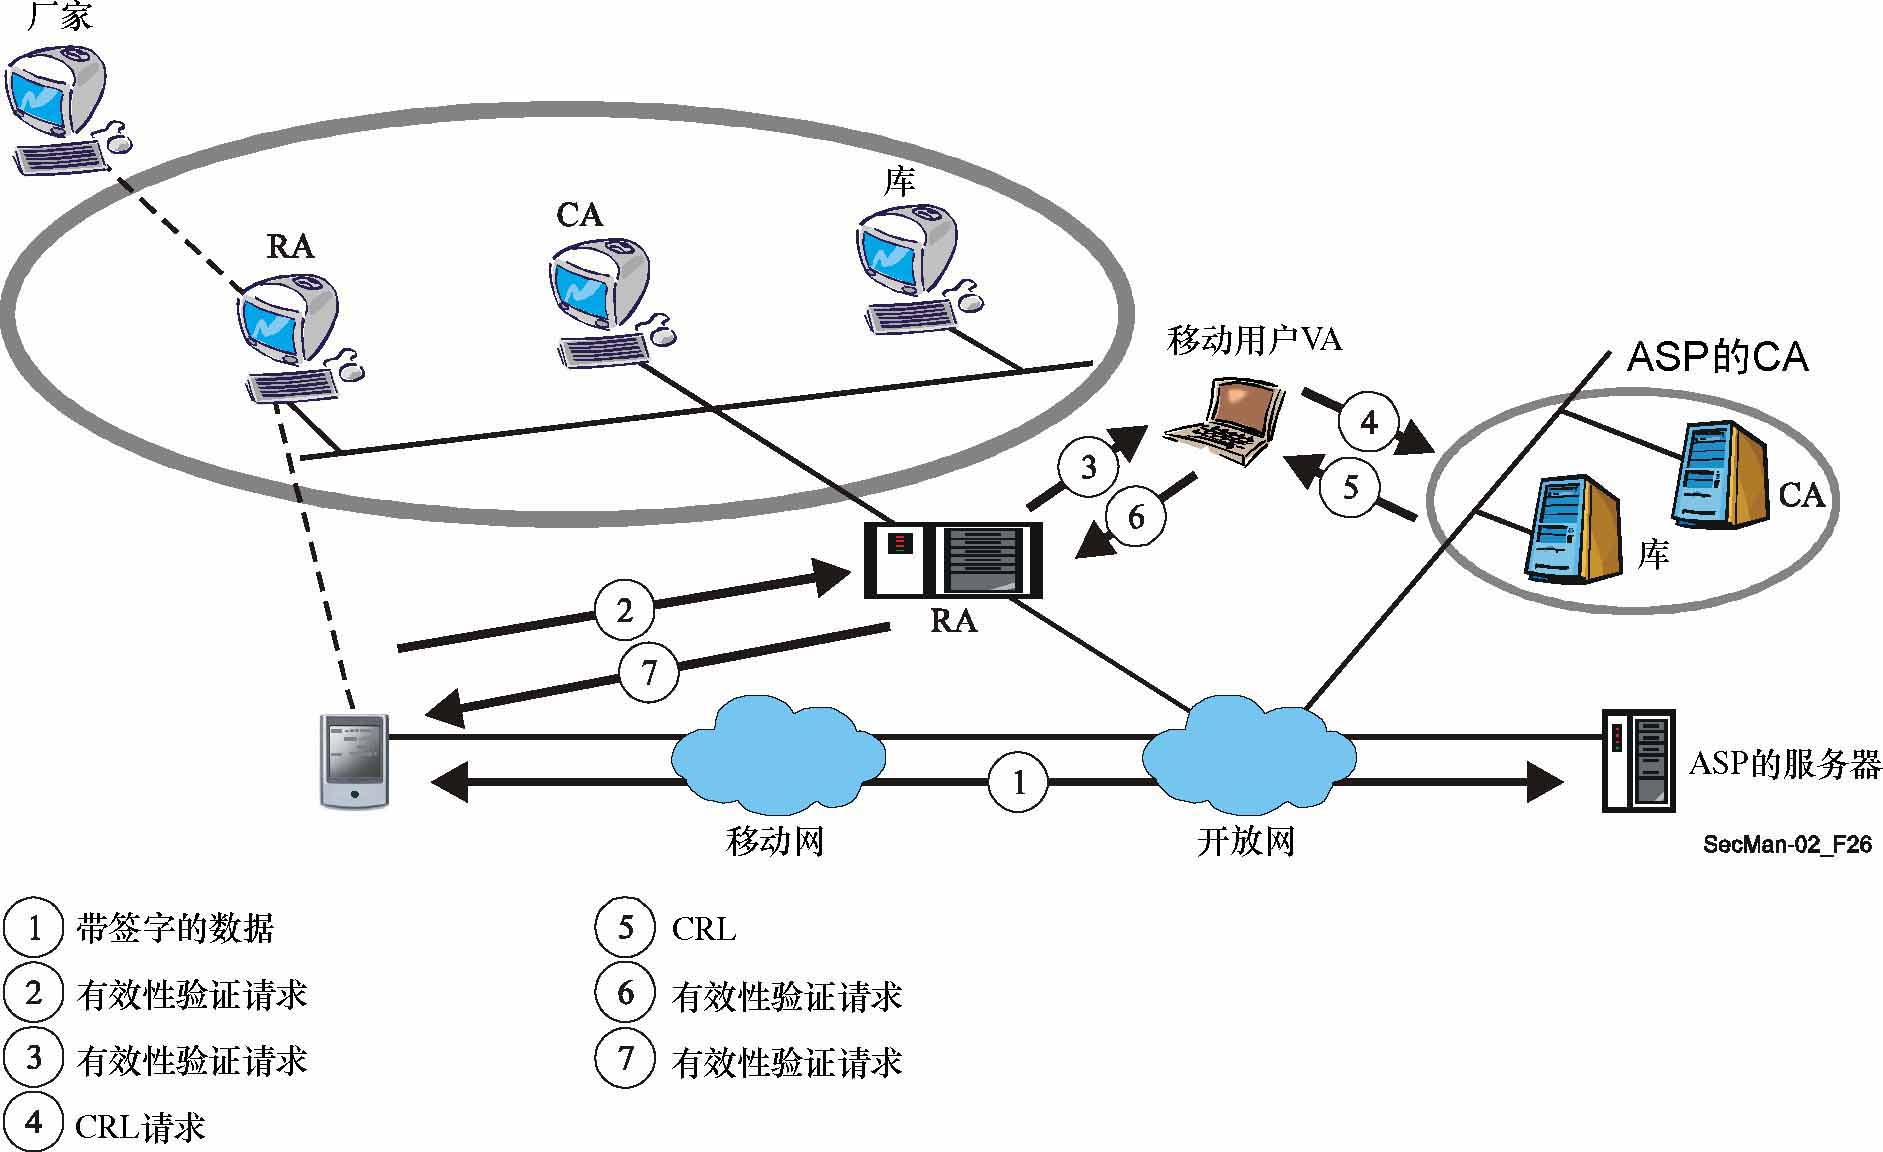 厂家
库
CA
RA
移动用户VA
ASP的CA
4
3
5
6
CA
库
2
RA
7
ASP的服务器
1
移动网
开放网
SecMan-02_F26
1 带签字的数据
2 有效性验证请求
3 有效性验证请求
4 CRL请求
5 CRL
6 有效性验证请求
7 有效性验证请求